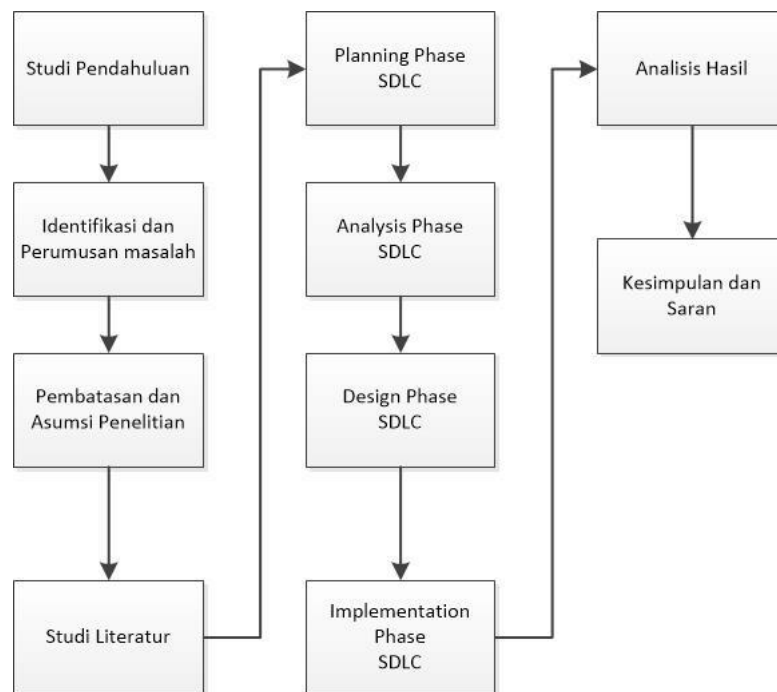 Studi Pendahuluan
Identifikasi dan
Perumusan masalah
Pembatasan dan
Asumsi Penelitian
Studi Literatur
Planning Phase
SDLC
Analysis Phase
SDLC
Design Phase
SDLC
Implementation
Phase
SDLC
Analisis Hasil
Kesimpulan dan
Saran